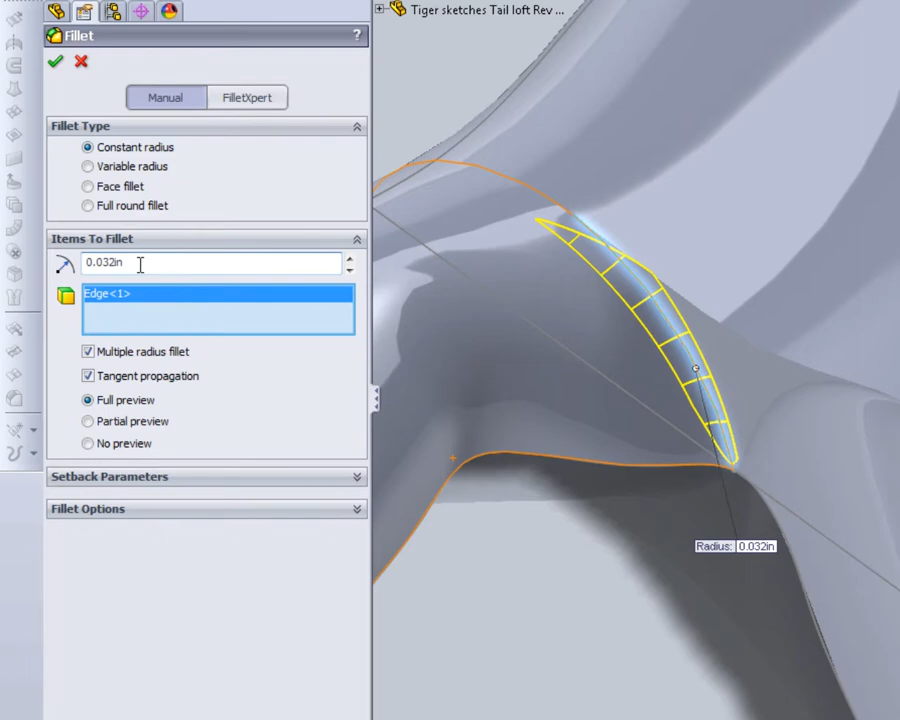 Tiger sketches Tail loft Rev ...
Fillet
?
Manual
FilletXpert
Fillet Type
Constant radius
Variable radius
Face fillet
Full round fillet
Items To Fillet
0.032in
Edge<1>
Multiple radius fillet
Tangent propagation
Full preview
Partial preview
No preview
Setback Parameters
Fillet Options
Radius: 0.032in